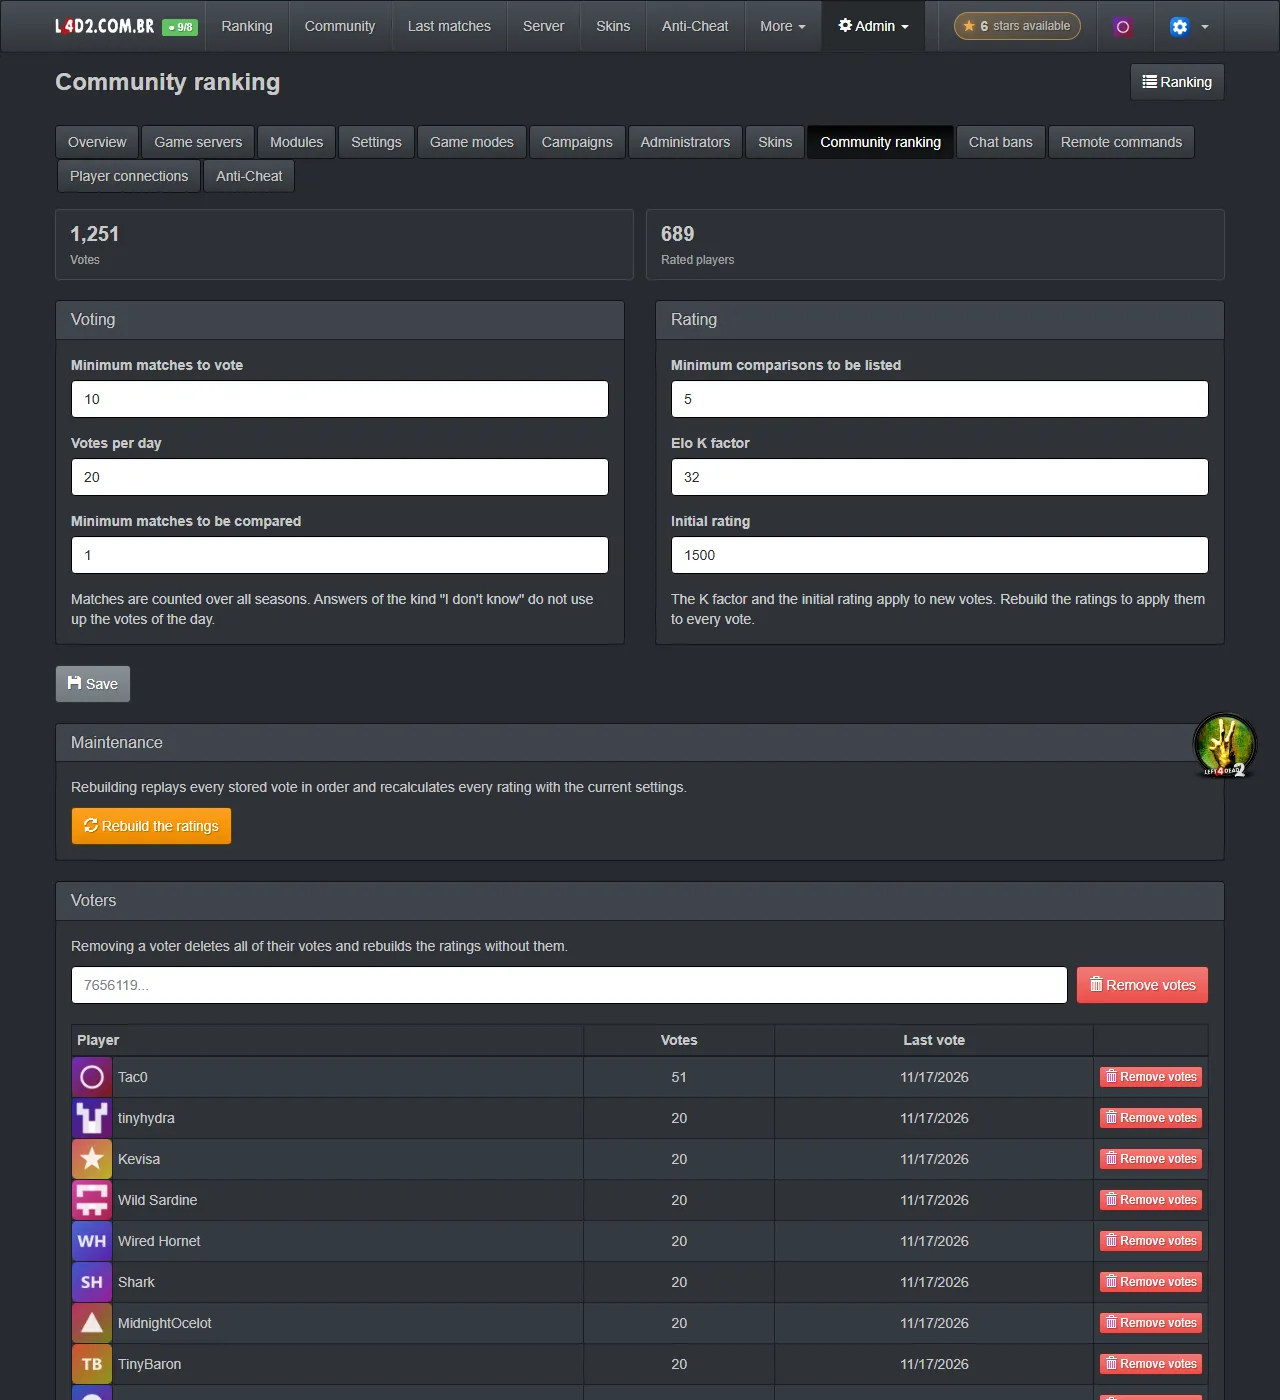 L4D2.COM.BR • 9/8 Ranking Community Last matches Server Skins Anti-Cheat More Admin 6 stars available
Community ranking
Ranking
Overview Game servers Modules Settings Game modes Campaigns Administrators Skins Community ranking Chat bans Remote commands
Player connections Anti-Cheat
1,251
Votes
689
Rated players
Voting
Minimum matches to vote
10
Votes per day
20
Minimum matches to be compared
1
Matches are counted over all seasons. Answers of the kind "I don't know" do not use
up the votes of the day.
Rating
Minimum comparisons to be listed
5
Elo K factor
32
Initial rating
1500
The K factor and the initial rating apply to new votes. Rebuild the ratings to apply them
to every vote.
Save
Maintenance
LEFT 4 DEAD 2
Rebuilding replays every stored vote in order and recalculates every rating with the current settings.
Rebuild the ratings
Voters
Removing a voter deletes all of their votes and rebuilds the ratings without them.
7656119... Remove votes
Player Votes Last vote
Tac0 51 11/17/2026 Remove votes
tinyhydra 20 11/17/2026 Remove votes
Kevisa 20 11/17/2026 Remove votes
Wild Sardine 20 11/17/2026 Remove votes
WH Wired Hornet 20 11/17/2026 Remove votes
SH Shark 20 11/17/2026 Remove votes
MidnightOcelot 20 11/17/2026 Remove votes
TB TinyBaron 20 11/17/2026 Remove votes